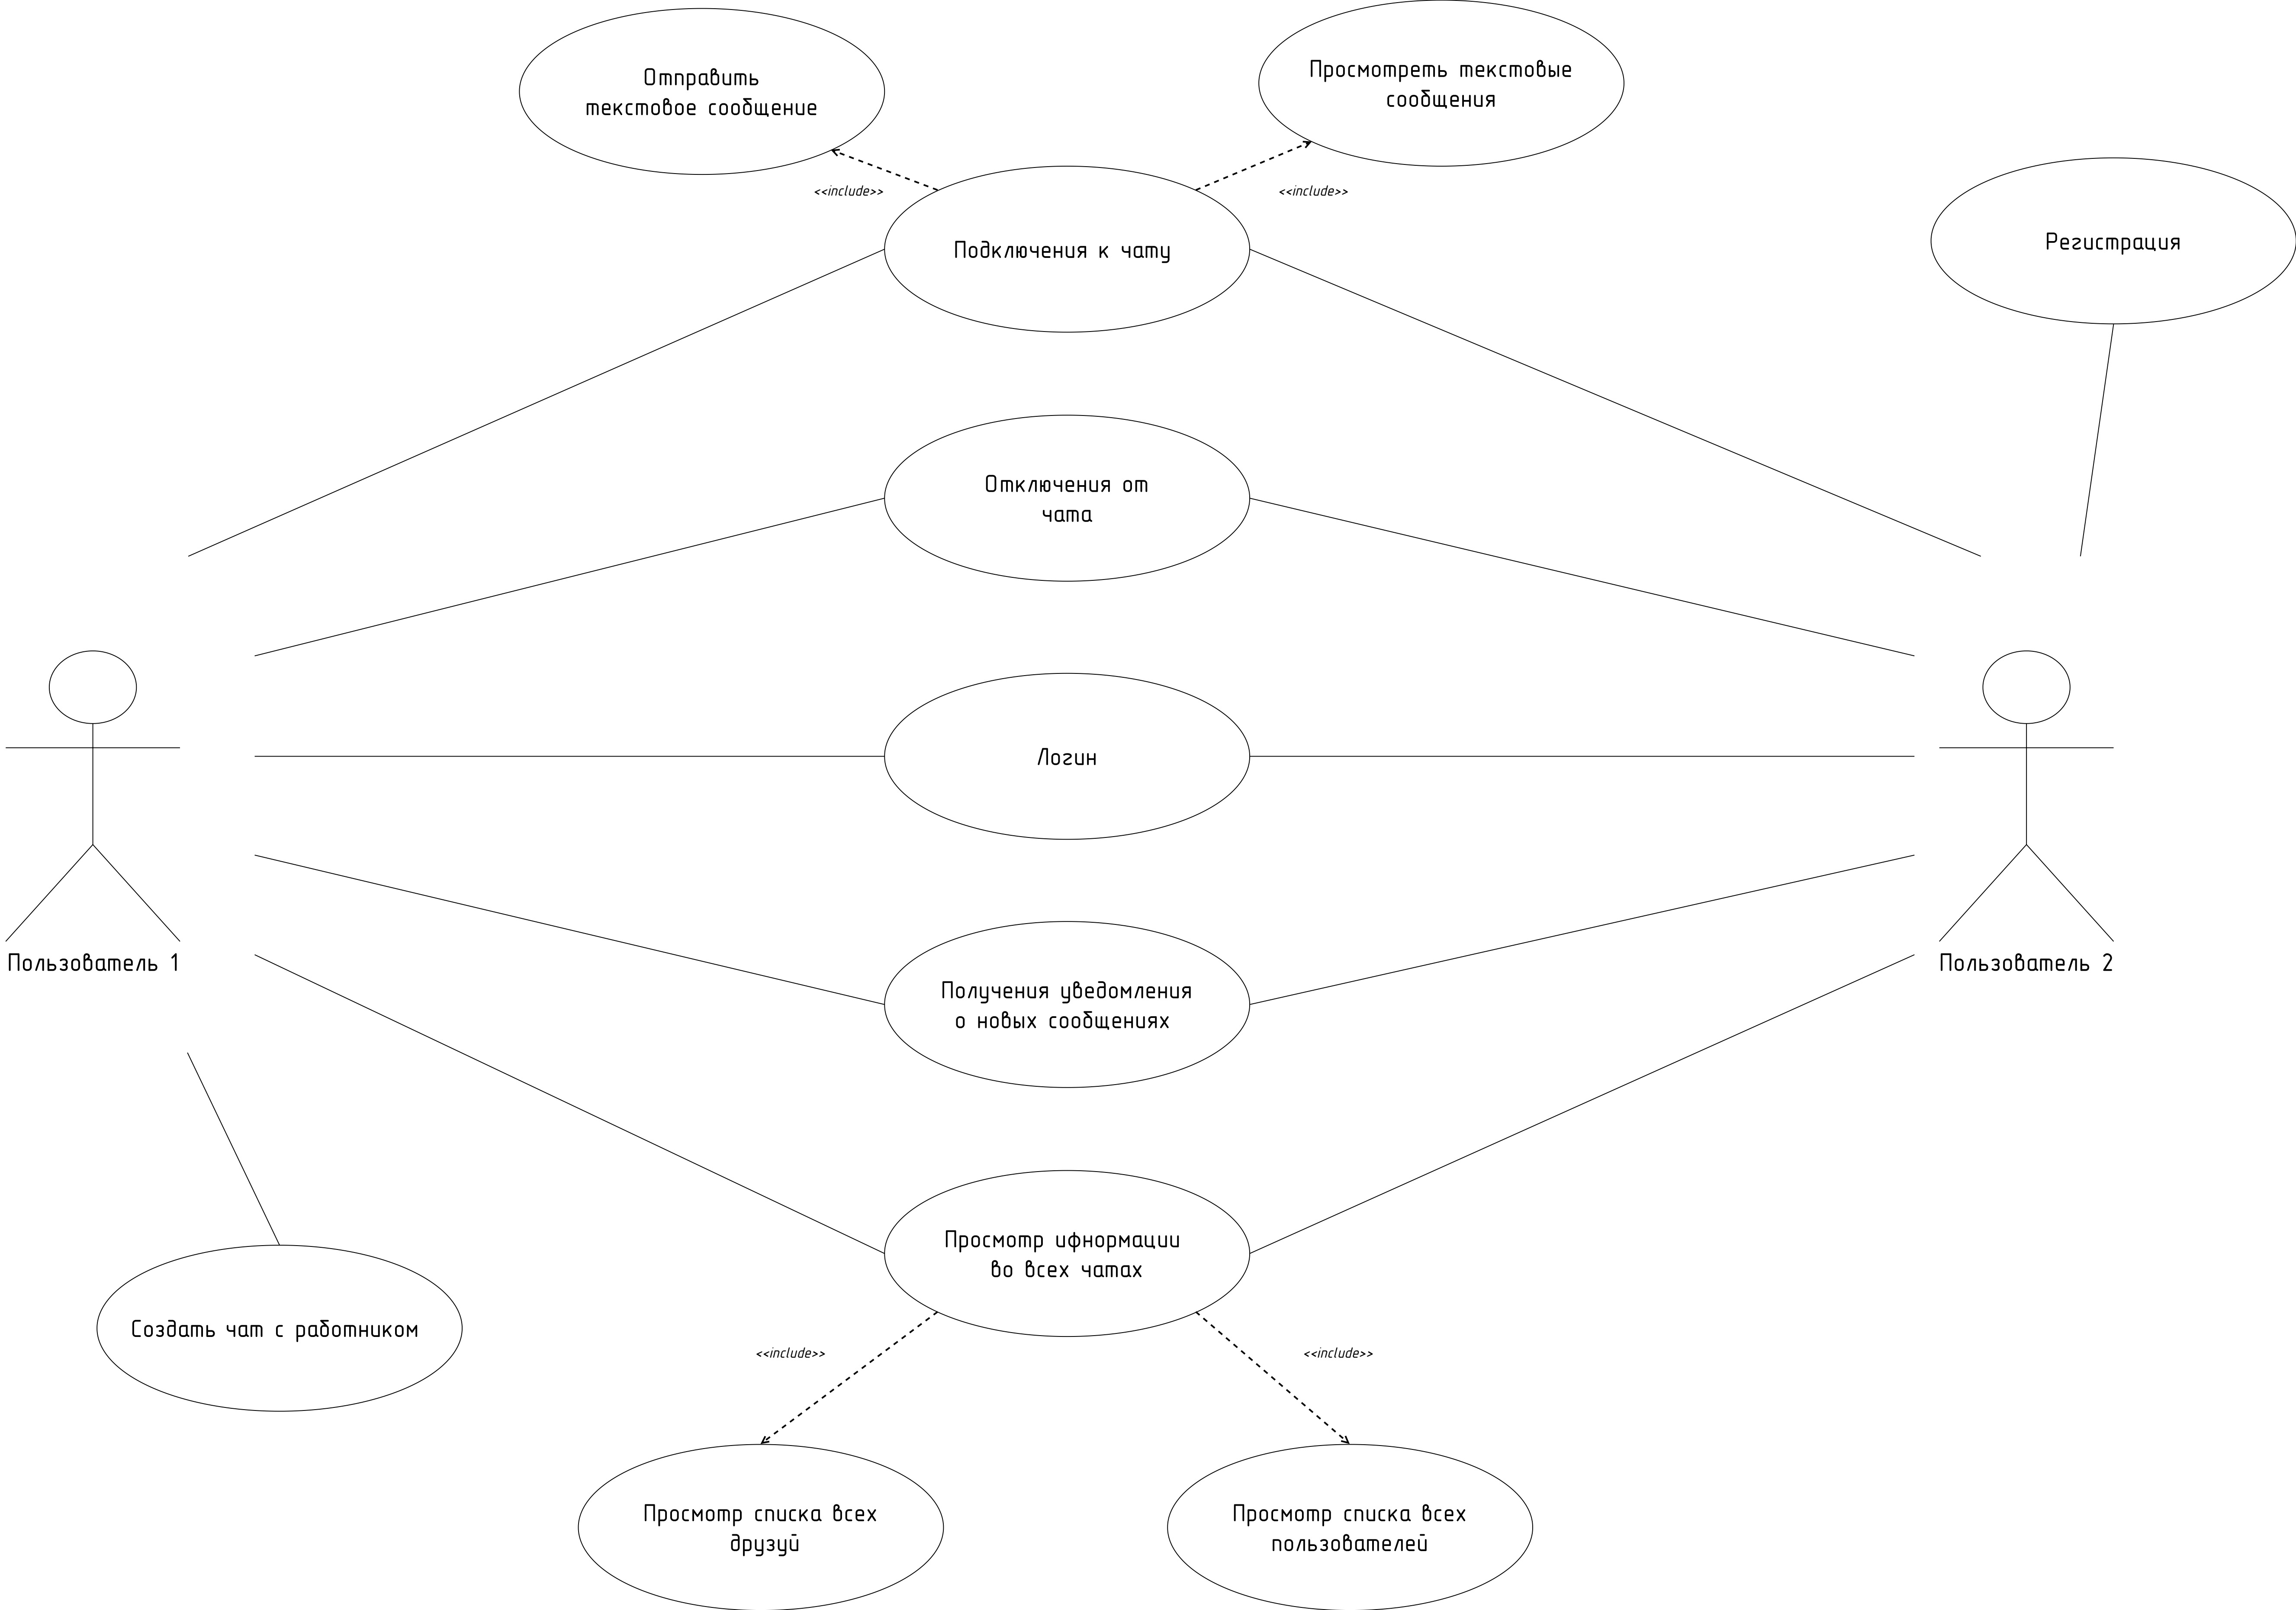 Отправить
текстовое сообщение
Просмотреть текстовые
сообщения
<<include>>
<<include>>
Подключения к чату
Регистрация
Отключения от
чата
Логин
Пользователь 1
Пользователь 2
Получения уведомления
о новых сообщениях
Просмотр ифнормации
во всех чатах
Создать чат с работником
<<include>>
<<include>>
Просмотр списка всех
друзуй
Просмотр списка всех
пользователей